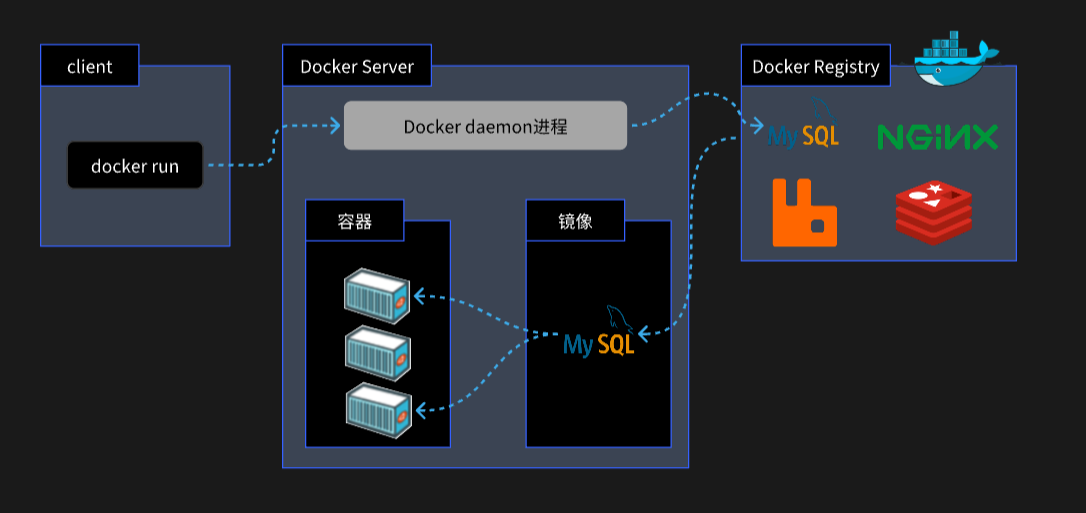 client
docker run
Docker Server
Docker daemon进程
容器
镜像
MySQL
Docker Registry
MySQL
NGINX